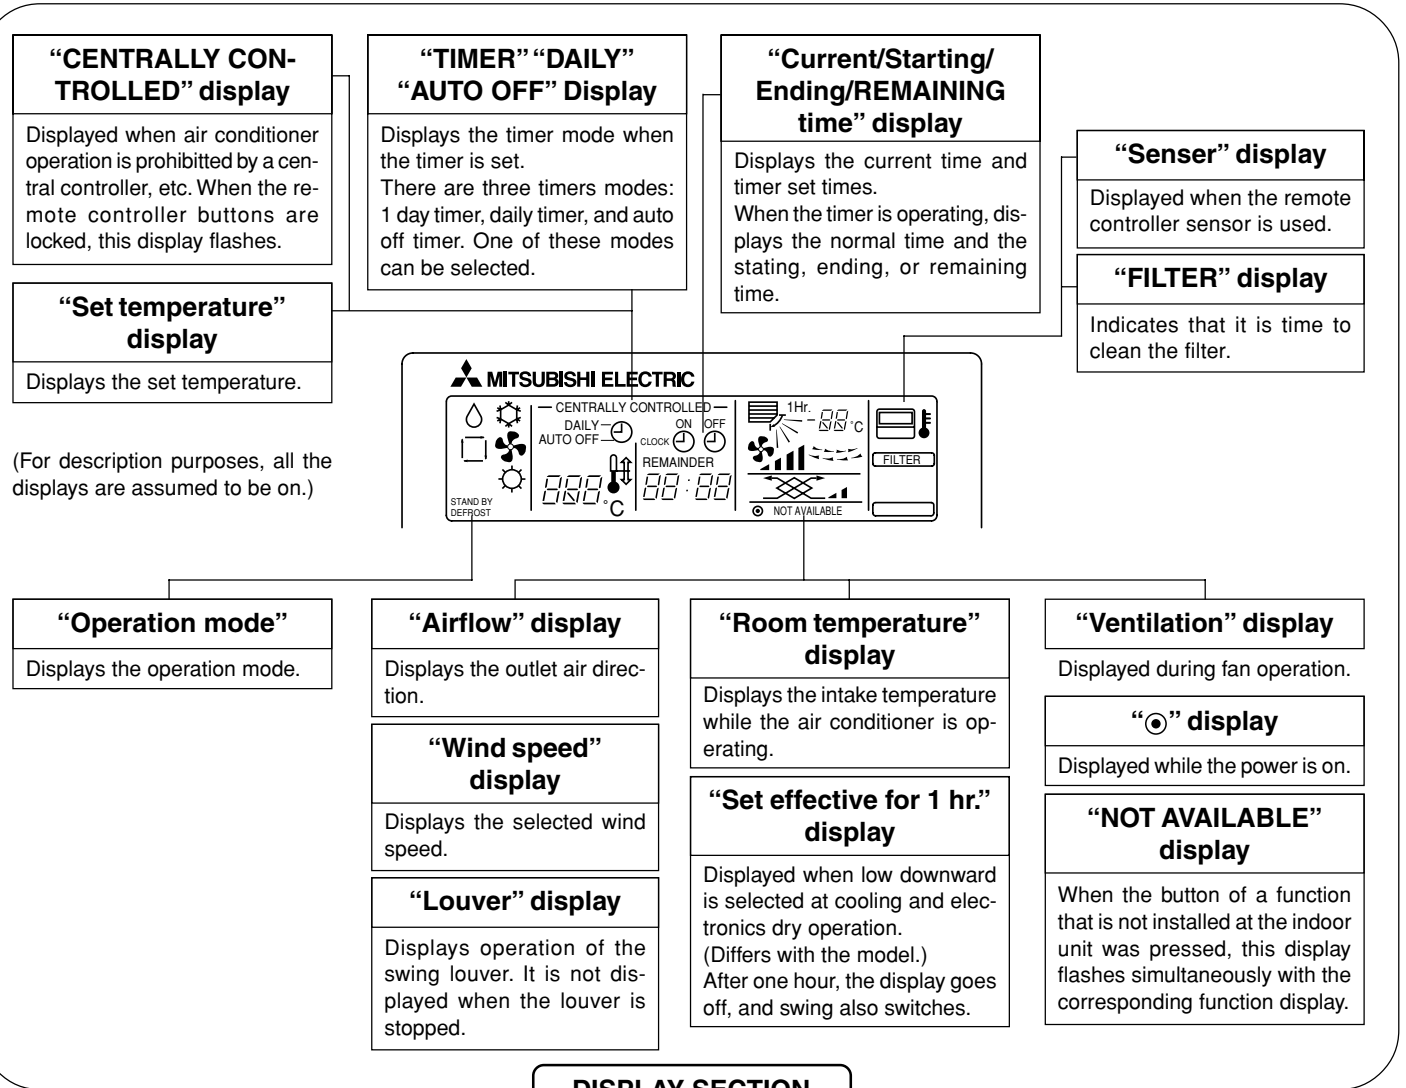 “CENTRALLY CON-
TROLLED” display
Displayed when air conditioner
operation is prohibitted by a cen-
tral controller, etc. When the re-
mote controller buttons are
locked, this display flashes.
“TIMER” “DAILY”
“AUTO OFF” Display
Displays the timer mode when
the timer is set.
There are three timers modes:
1 day timer, daily timer, and auto
off timer. One of these modes
can be selected.
“Current/Starting/
Ending/REMAINING
time” display
Displays the current time and
timer set times.
When the timer is operating, dis-
plays the normal time and the
stating, ending, or remaining
time.
“Senser” display
Displayed when the remote
controller sensor is used.
“FILTER” display
Indicates that it is time to
clean the filter.
“Set temperature”
display
Displays the set temperature.
(For description purposes, all the
displays are assumed to be on.)
MITSUBISHI ELECTRIC
CENTRALLY CONTROLLED
DAILY
AUTO OFF
ON OFF
CLOCK
REMAINDER
88:88
888°C
STAND BY
DEFROST
1Hr.
-88°C
NOT AVAILABLE
FILTER
“Operation mode”
Displays the operation mode.
“Airflow” display
Displays the outlet air direc-
tion.
“Wind speed”
display
Displays the selected wind
speed.
“Louver” display
Displays operation of the
swing louver. It is not dis-
played when the louver is
stopped.
“Room temperature”
display
Displays the intake temperature
while the air conditioner is op-
erating.
“Set effective for 1 hr.”
display
Displayed when low downward
is selected at cooling and elec-
tronics dry operation.
(Differs with the model.)
After one hour, the display goes
off, and swing also switches.
“Ventilation” display
Displayed during fan operation.
“◉” display
Displayed while the power is on.
“NOT AVAILABLE”
display
When the button of a function
that is not installed at the indoor
unit was pressed, this display
flashes simultaneously with the
corresponding function display.
DISPLAY SECTION